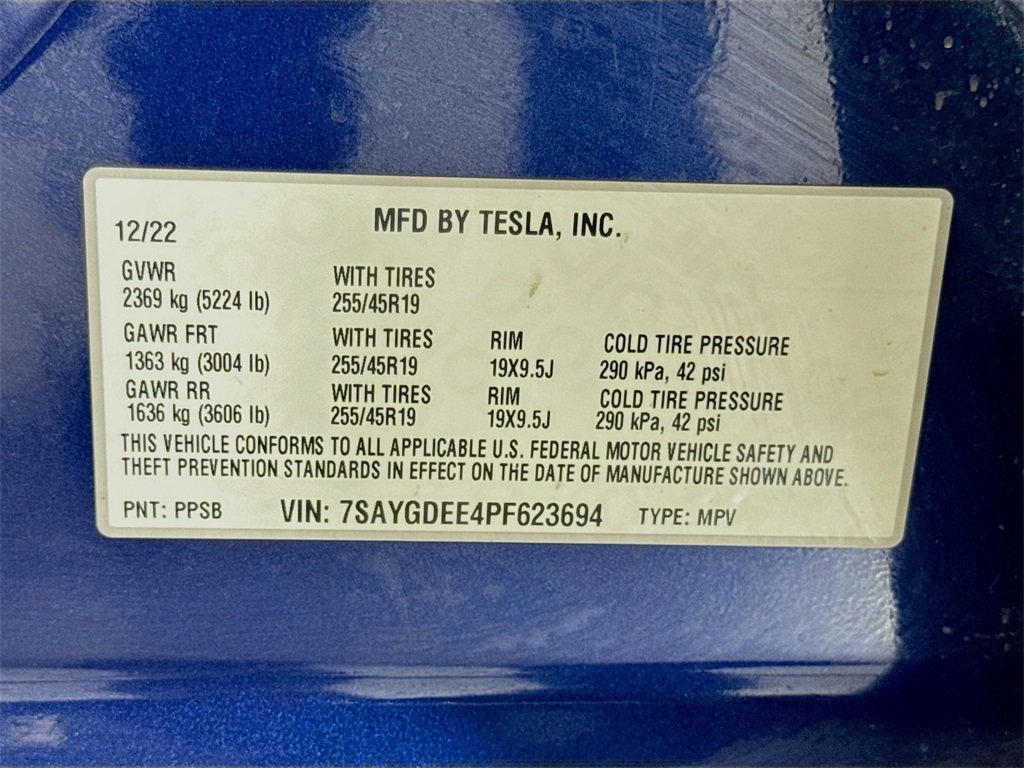 12/22 MFD BY TESLA, INC.
GVWR WITH TIRES
2369 kg (5224 lb) 255/45R19
GAWR FRT WITH TIRES RIM COLD TIRE PRESSURE
1363 kg (3004 lb) 255/45R19 19X9.5J 290 kPa, 42 psi
GAWR RR WITH TIRES RIM COLD TIRE PRESSURE
1636 kg (3606 lb) 255/45R19 19X9.5J 290 kPa, 42 psi
THIS VEHICLE CONFORMS TO ALL APPLICABLE U.S. FEDERAL MOTOR VEHICLE SAFETY AND
THEFT PREVENTION STANDARDS IN EFFECT ON THE DATE OF MANUFACTURE SHOWN ABOVE.
PNT: PPSB VIN: 7SAYGDEE4PF623694 TYPE: MPV